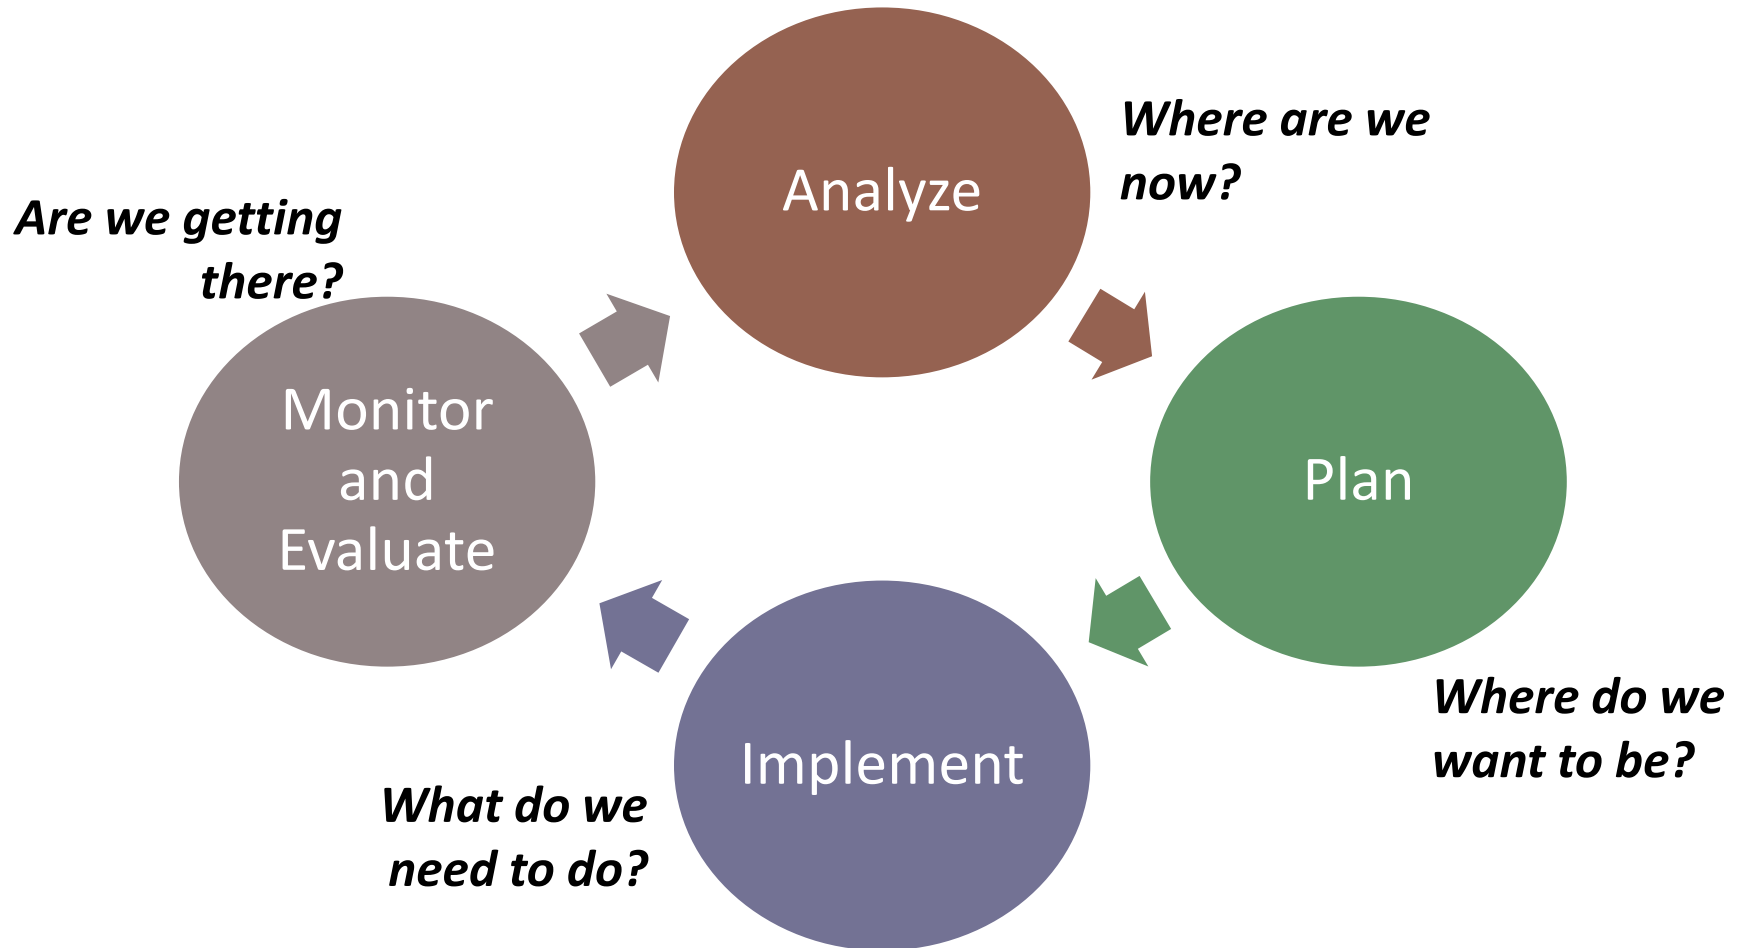 Analyze
Where are we
now?
Plan
Where do we
want to be?
Implement
What do we
need to do?
Monitor
and
Evaluate
Are we getting
there?